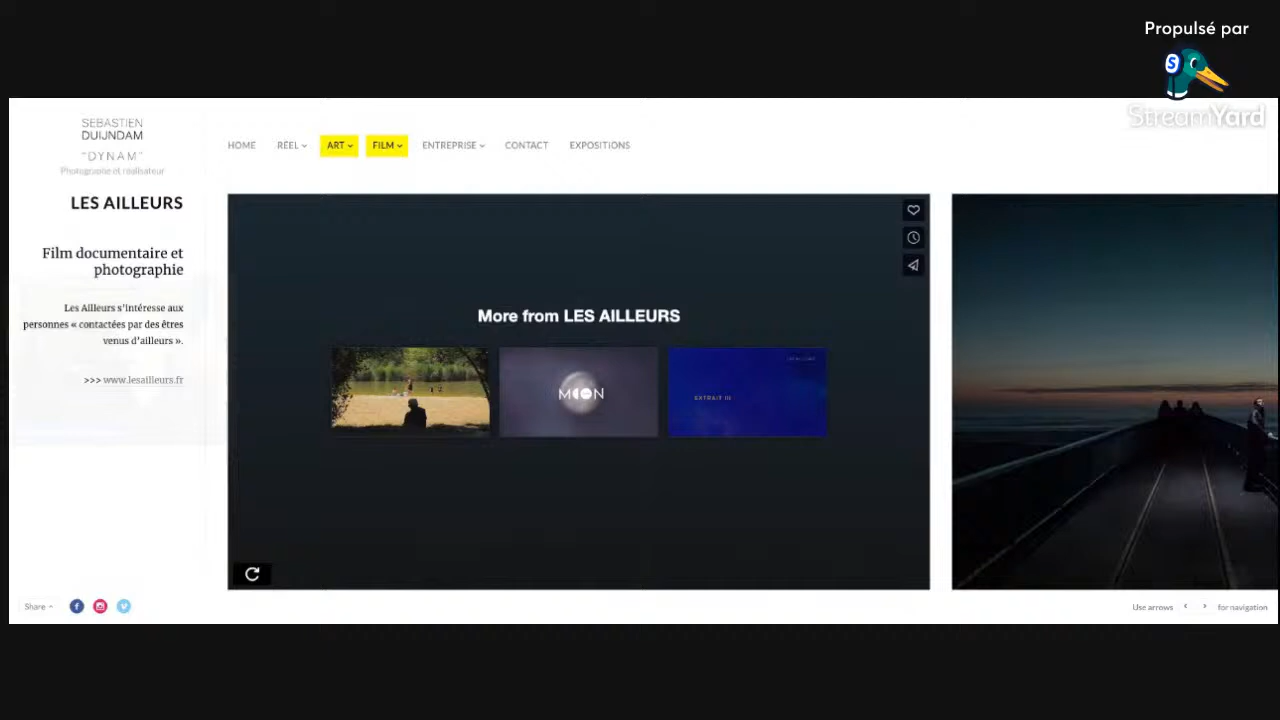 Propulsé par
StreamYard
SEBASTIEN
DUIJNDAM
"DYNAM"
Photographe et réalisateur
HOME
RÉEL
ART
FILM
ENTREPRISE
CONTACT
EXPOSITIONS
LES AILLEURS
Film documentaire et
photographie
Les Ailleurs s'intéresse aux
personnes « contactées par des êtres
venus d'ailleurs ».
>>> www.lesailleurs.fr
More from LES AILLEURS
MOON
EXTRAIT III
Share
Use arrows
for navigation